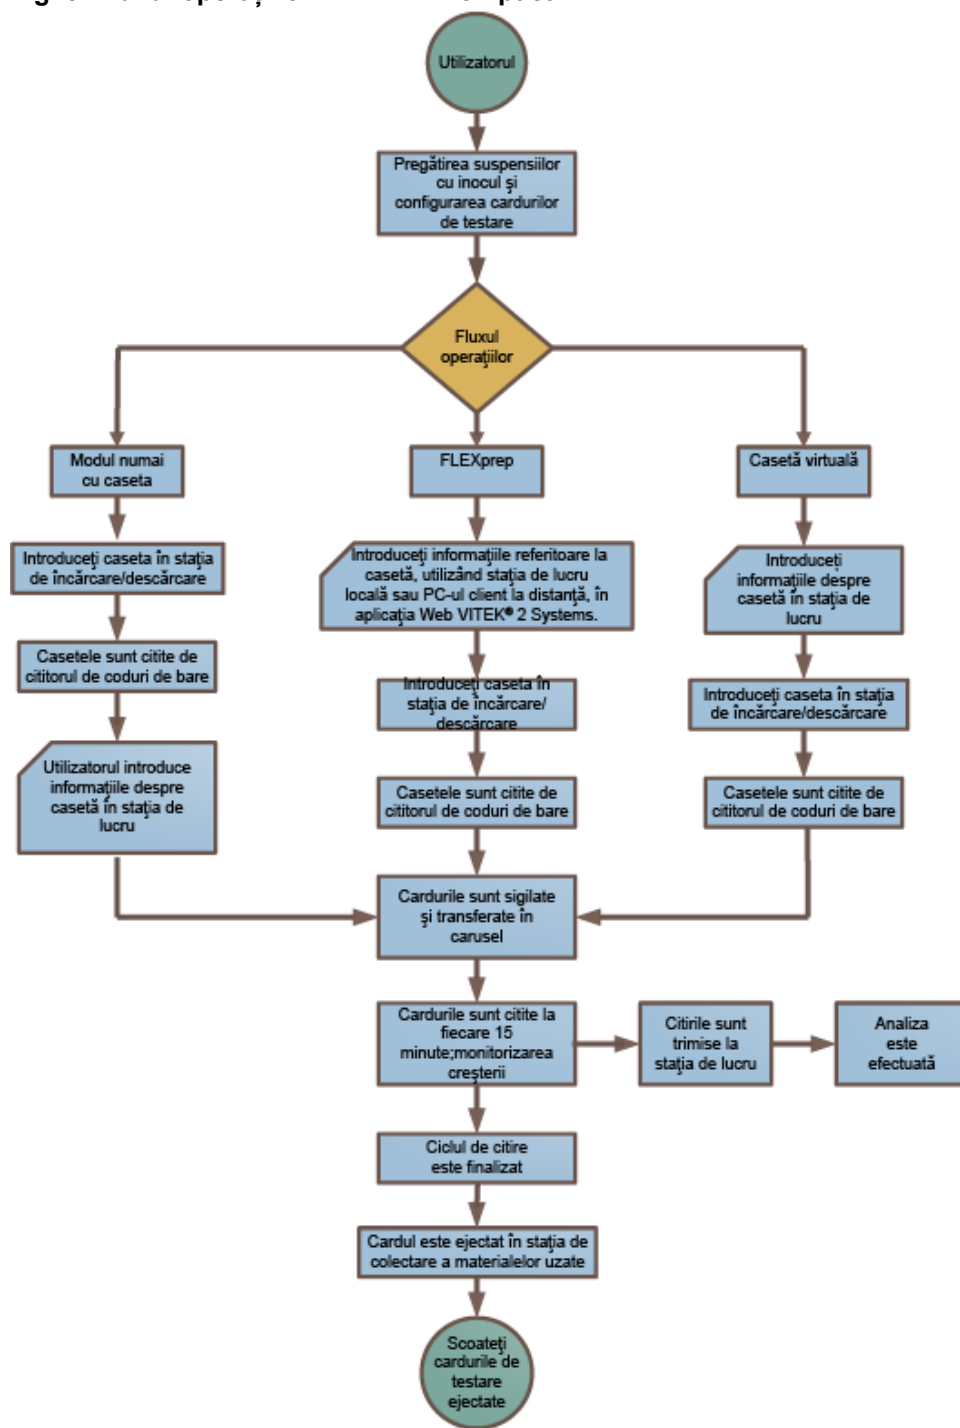 Utilizatorul
Pregătirea suspensiilor
cu inocul şi
configurarea cardurilor
de testare
Fluxul
operaţiilor
Modul numai
cu caseta
FLEXprep
Casetă virtuală
Introduceţi caseta în staţia
de încărcare/descărcare
Introduceţi informaţiile referitoare la
casetă, utilizând staţia de lucru
locală sau PC-ul client la distanţă, în
aplicaţia Web VITEK® 2 Systems.
Introduceți
informaţiile despre
casetă în staţia de
lucru
Casetele sunt citite de
cititorul de coduri de bare
Introduceţi caseta în
staţia de încărcare/
descărcare
Introduceţi caseta în staţia
de încărcare/descărcare
Utilizatorul introduce
informaţiile despre
casetă în staţia de
lucru
Casetele sunt citite de
cititorul de coduri de bare
Casetele sunt citite de
cititorul de coduri de bare
Cardurile sunt sigilate
şi transferate în
carusel
Cardurile sunt citite la
fiecare 15
minute;monitorizarea
creşterii
Citirile sunt
trimise la
staţia de lucru
Analiza
este
efectuată
Ciclul de citire
este finalizat
Cardul este ejectat în staţia de
colectare a materialelor uzate
Scoateţi
cardurile de
testare
ejectate